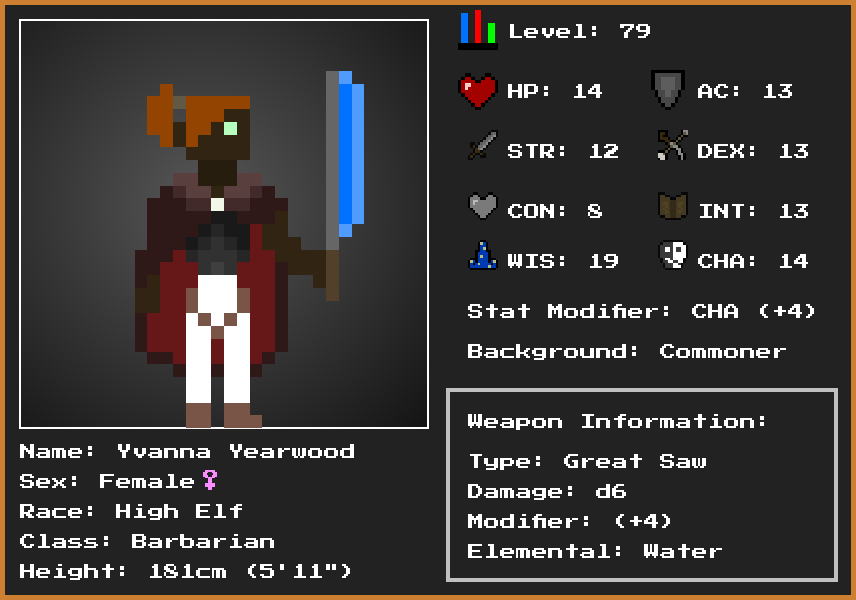 Level: 79
HP: 14
AC: 13
STR: 12
DEX: 13
CON: 8
INT: 13
WIS: 19
CHA: 14
Stat Modifier: CHA (+4)
Background: Commoner
Weapon Information:
Type: Great Saw
Damage: d6
Modifier: (+4)
Elemental: Water
Name: Yvanna Yearwood
Sex: Female♀
Race: High Elf
Class: Barbarian
Height: 181cm (5'11")